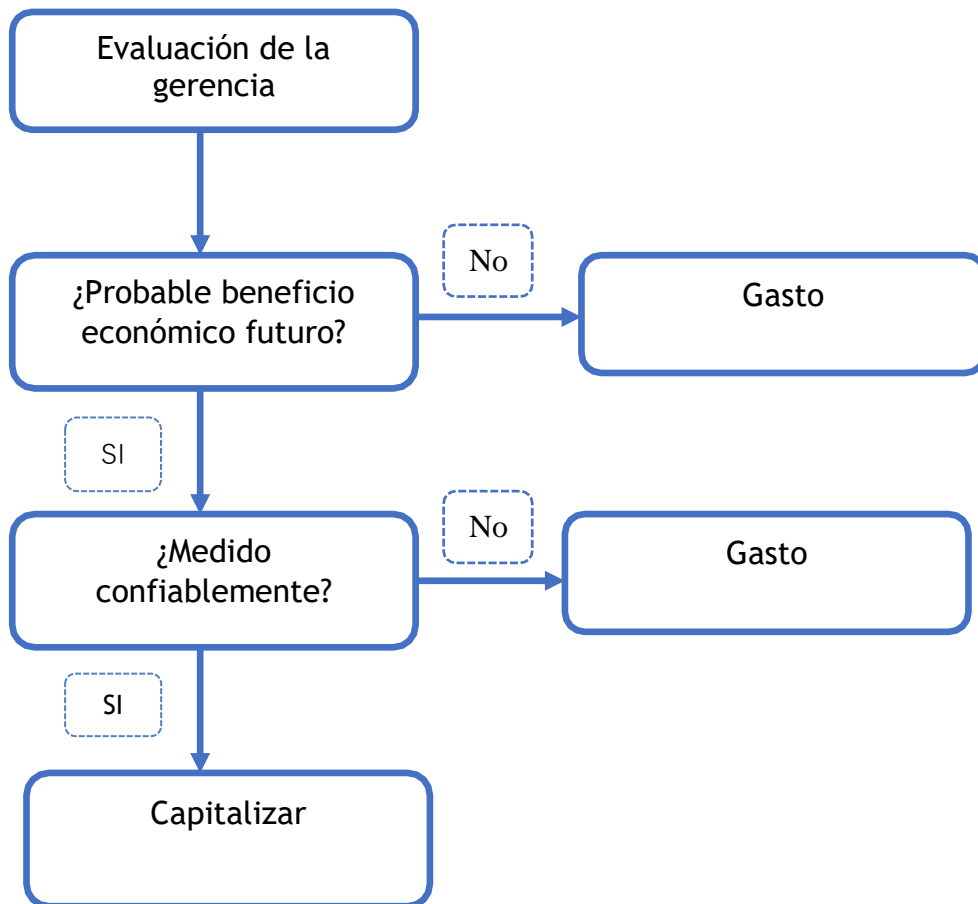 Evaluación de la
gerencia
No
¿Probable beneficio
económico futuro?
Gasto
SI
No
¿Medido
confiablemente?
Gasto
SI
Capitalizar